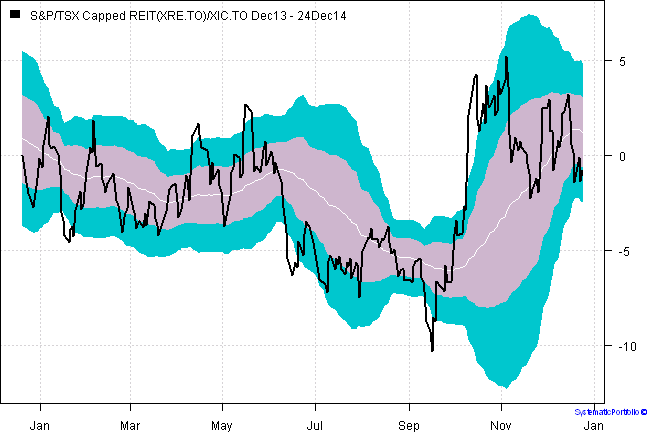 S&P/TSX Capped REIT(XRE.TO)/XIC.TO Dec13 - 24Dec14
5
0
-5
-10
SystematicPortfolio ©
Jan Mar May Jul Sep Nov Jan